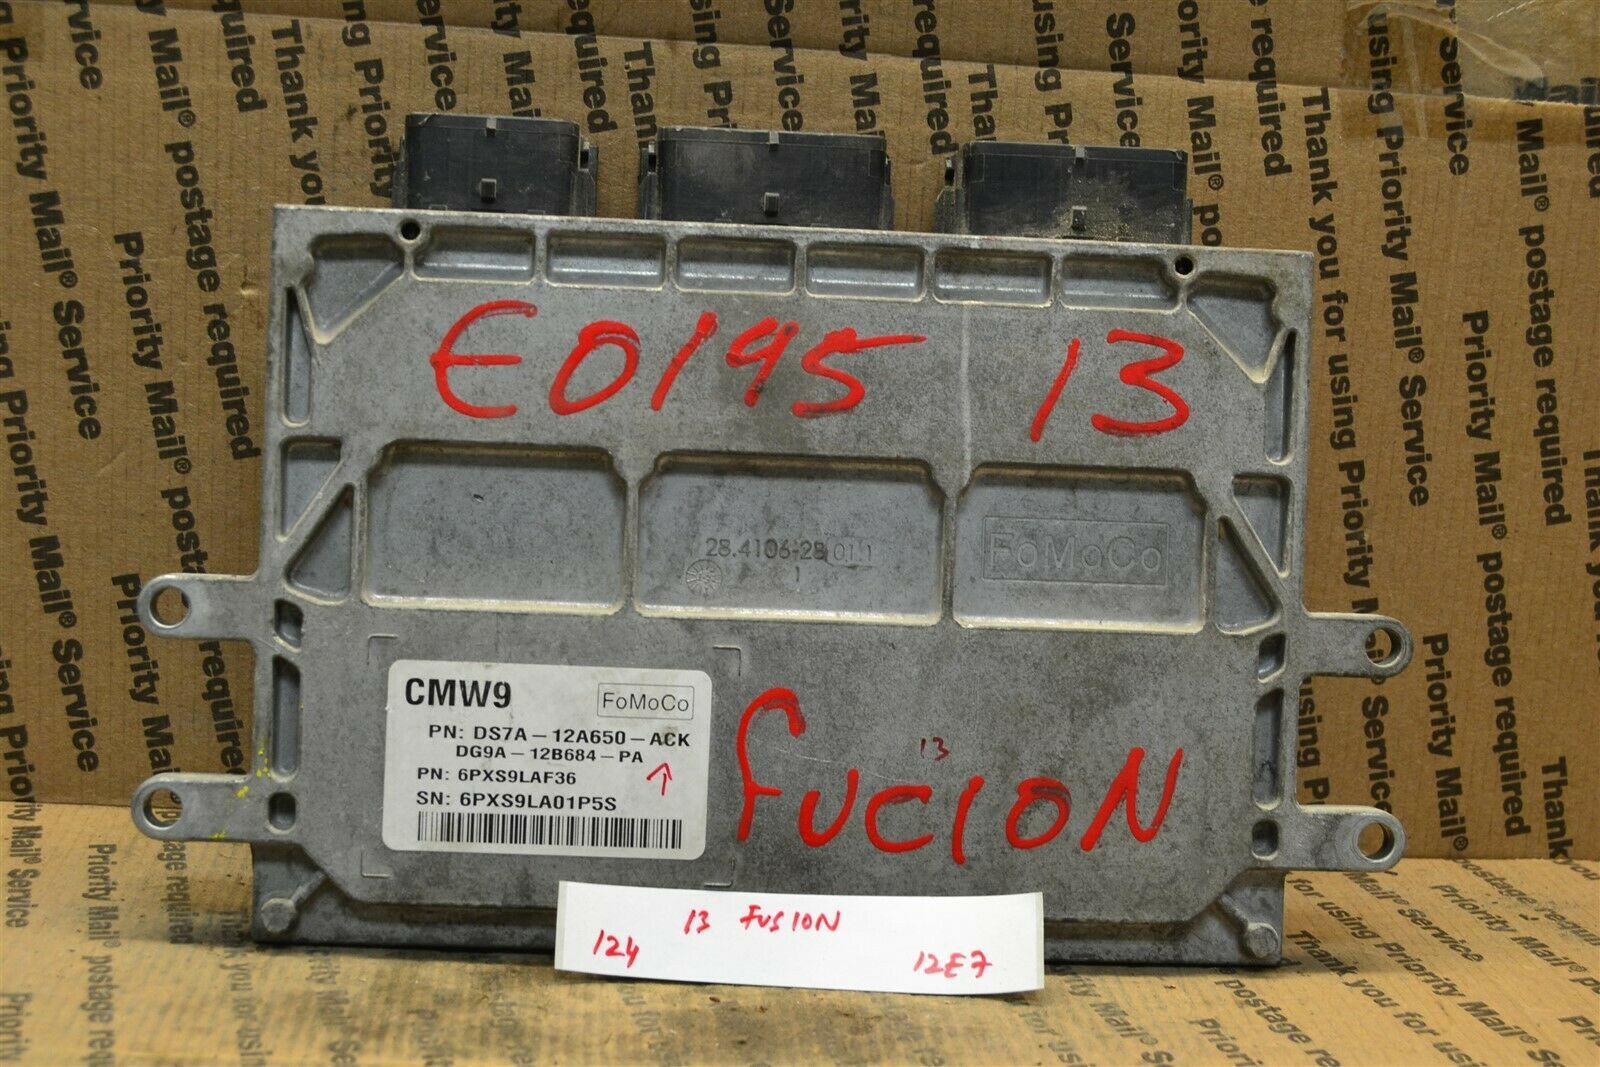 Thank you for using Priority Mail® Service
Priority Mail® postage required
E0195 13
28.4106-28 01 1
1
FoMoCo
CMW9 FoMoCo
PN: DS7A-12A650-ACK
DG9A-12B684-PA
PN: 6PXS9LAF36
SN: 6PXS9LA01P5S
13
FUCION
13 FUSION
124 12E7